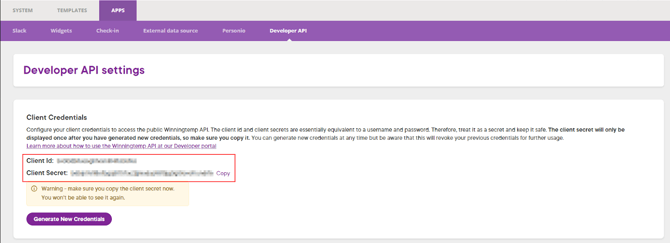 SYSTEM TEMPLATES APPS
Slack Widgets Check-in External data source Personio Developer API
Developer API settings
Client Credentials
Configure your client credentials to access the public Winningtemp API. The client id and client secrets are essentially equivalent to a username and password. Therefore, treat it as a secret and keep it safe. The client secret will only be
displayed once after you have generated new credentials, so make sure you copy it. You can generate new credentials at any time but be aware that this will revoke your previous credentials for further usage.
Learn more about how to use the Winningtemp API at our Developer portal
Client Id:
Client Secret: Copy
Warning - make sure you copy the client secret now.
You won't be able to see it again.
Generate New Credentials